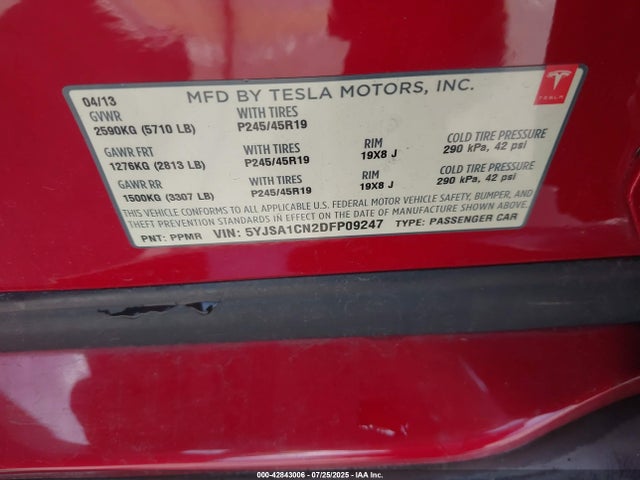 04/13 MFD BY TESLA MOTORS, INC. TESLA
GVWR WITH TIRES
2590KG (5710 LB) P245/45R19
GAWR FRT WITH TIRES RIM COLD TIRE PRESSURE
1276KG (2813 LB) P245/45R19 19X8 J 290 kPa, 42 psi
GAWR RR WITH TIRES RIM COLD TIRE PRESSURE
1500KG (3307 LB) P245/45R19 19X8 J 290 kPa, 42 psi
THIS VEHICLE CONFORMS TO ALL APPLICABLE U.S. FEDERAL MOTOR VEHICLE SAFETY, BUMPER, AND
THEFT PREVENTION STANDARDS IN EFFECT ON THE DATE OF MANUFACTURE SHOWN ABOVE.
PNT: PPMR VIN: 5YJSA1CN2DFP09247 TYPE: PASSENGER CAR
000-42843006 07/25/2025 © IAA, Inc.